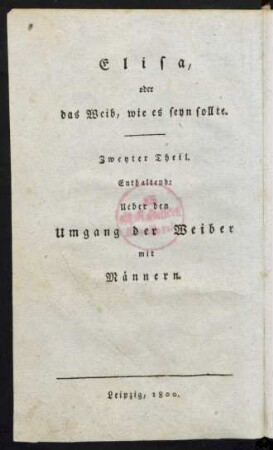 Elisa,
oder
das Weib, wie es seyn sollte.
Zweyter Theil.
Enthaltend:
Ueber den
Umgang der Weiber
mit
Männern.
Leipzig, 1800.